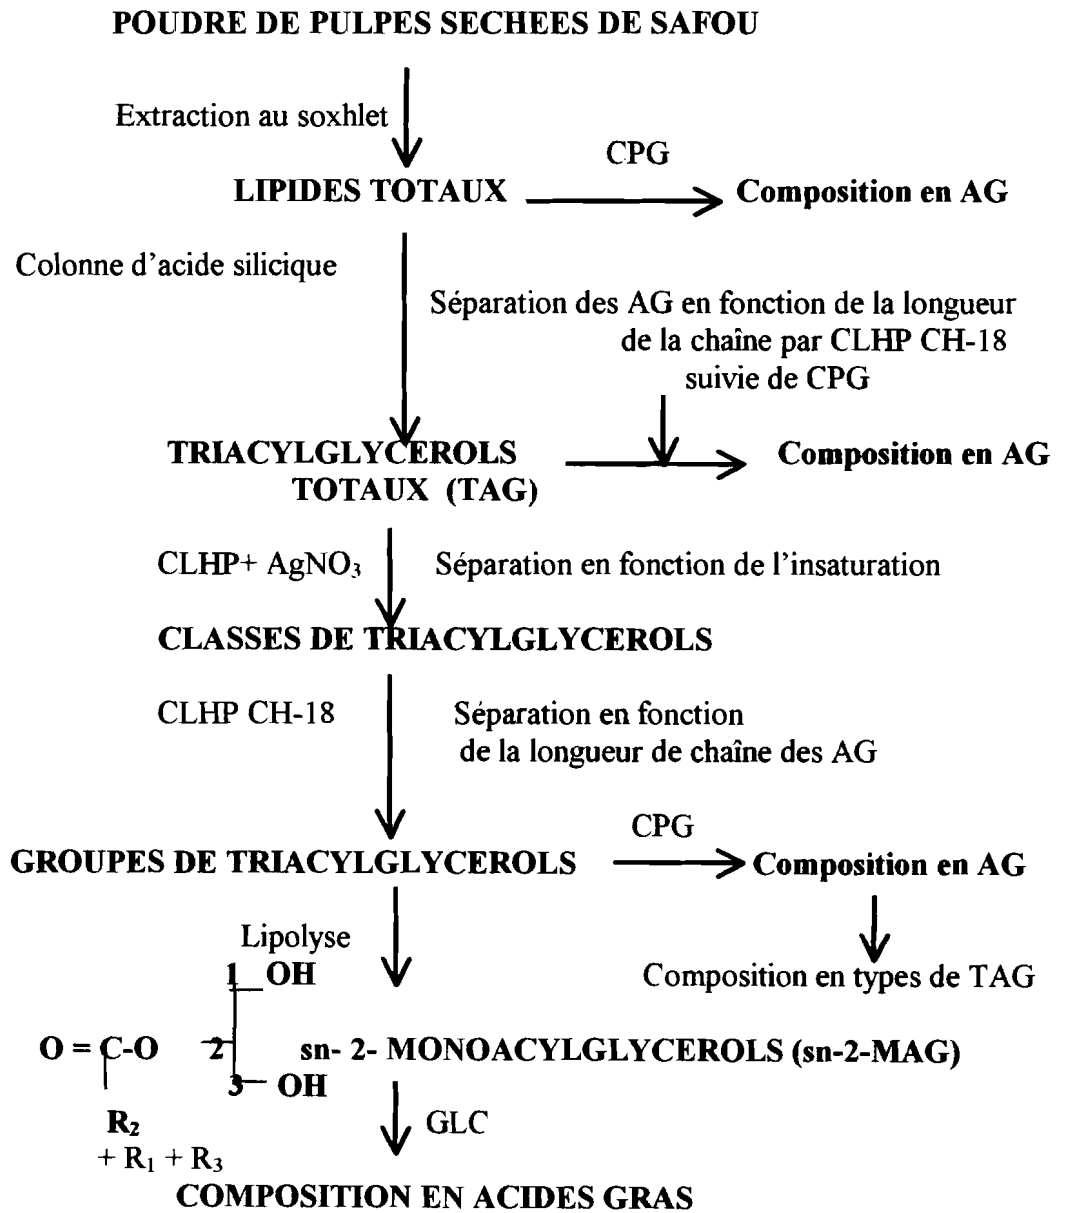 POUDRE DE PULPES SECHEES DE SAFOU
Extraction au soxhlet
CPG
LIPIDES TOTAUX
Composition en AG
Colonne d'acide silicique
Séparation des AG en fonction de la longueur
de la chaîne par CLHP CH-18
suivie de CPG
TRIACYLGLYCEROLS
Composition en AG
TOTAUX (TAG)
CLHP+ AgNO₃
Séparation en fonction de l'insaturation
CLASSES DE TRIACYLGLYCEROLS
CLHP CH-18
Séparation en fonction
de la longueur de chaîne des AG
CPG
GROUPES DE TRIACYLGLYCEROLS
Composition en AG
Lipolyse
1 OH
Composition en types de TAG
O = C-O 2
sn- 2- MONOACYLGLYCEROLS (sn-2-MAG)
3 OH
R₂
GLC
+ R₁ + R₃
COMPOSITION EN ACIDES GRAS